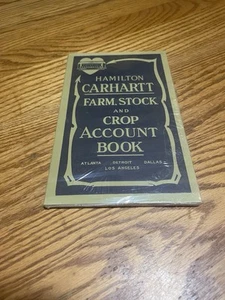 HAMILTON
CARHARTT
FARM, STOCK
AND
CROP
ACCOUNT
BOOK
ATLANTA DETROIT DALLAS
LOS ANGELES